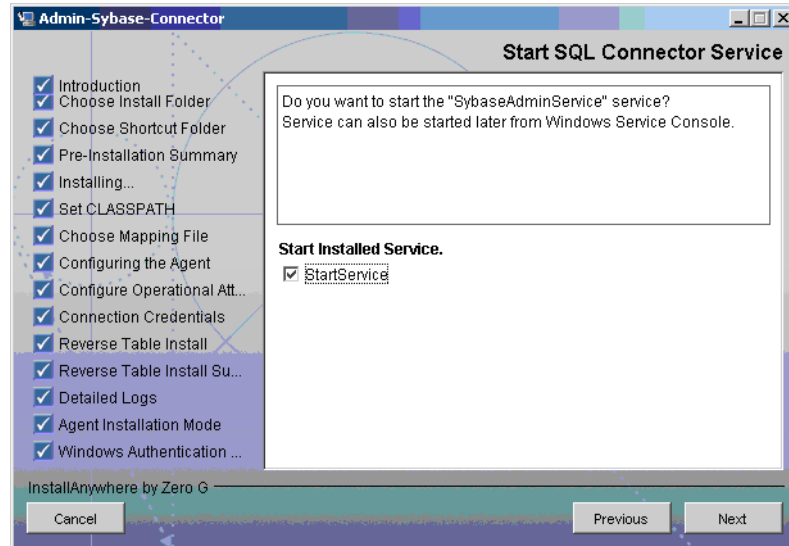 Admin-Sybase-Connector
Start SQL Connector Service
Introduction
Choose Install Folder
Choose Shortcut Folder
Pre-Installation Summary
Installing...
Set CLASSPATH
Choose Mapping File
Configuring the Agent
Configure Operational Att...
Connection Credentials
Reverse Table Install
Reverse Table Install Su...
Detailed Logs
Agent Installation Mode
Windows Authentication ...
Do you want to start the "SybaseAdminService" service?
Service can also be started later from Windows Service Console.
Start Installed Service.
StartService
InstallAnywhere by Zero G
Cancel
Previous
Next